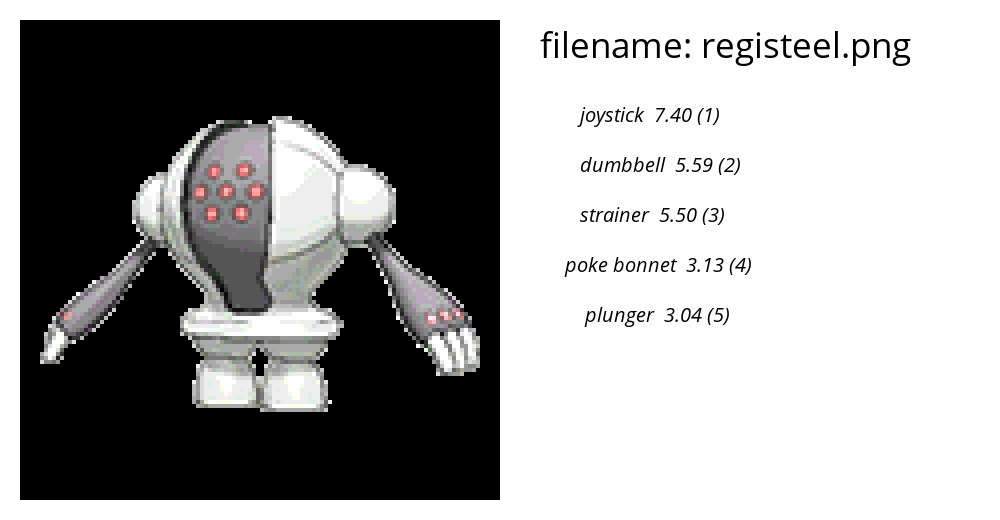 filename: registeel.png
joystick 7.40 (1)
dumbbell 5.59 (2)
strainer 5.50 (3)
poke bonnet 3.13 (4)
plunger 3.04 (5)